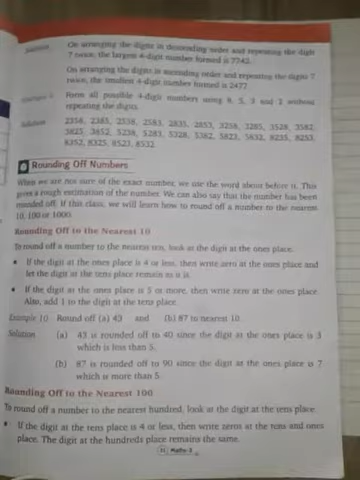 Solution On arranging the digits in descending order and repeating the digit
7 twice, the largest 4-digit number formed is 7742.
On arranging the digits in ascending order and repeating the digits 7
twice, the smallest 4-digit number formed is 2477
Form all possible 4-digit numbers using 8, 5, 3 and 2 without
repeating the digits.
Solution 2358, 2385, 2538, 2583, 2835, 2853, 3258, 3285, 3528, 3582,
3825, 3852, 5238, 5283, 5328, 5382, 5823, 5832, 8235, 8253,
8352, 8325, 8523, 8532
Rounding Off Numbers
When we are not sure of the exact number, we use the word about before it. This
gives a rough estimation of the number. We can also say that the number has been
rounded off. If this class, we will learn how to round off a number to the nearest
10, 100 or 1000.
Rounding Off to the Nearest 10
To round off a number to the nearest ten, look at the digit at the ones place.
• If the digit at the ones place is 4 or less, then write zero at the ones place and
let the digit at the tens place remain as it is.
• If the digit at the ones place is 5 or more, then write zero at the ones place.
Also, add 1 to the digit at the tens place.
Example 10 Round off (a) 43 and (b) 87 to nearest 10.
Solution (a) 43 is rounded off to 40 since the digit at the ones place is 3
which is less than 5.
(b) 87 is rounded off to 90 since the digit at the ones place is 7
which is more than 5.
Rounding Off to the Nearest 100
To round off a number to the nearest hundred, look at the digit at the tens place.
• If the digit at the tens place is 4 or less, then write zeros at the tens and ones
place. The digit at the hundreds place remains the same.
Maths-3